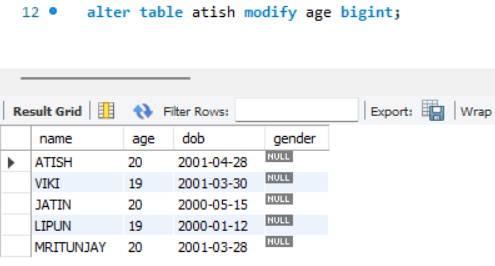 12 alter table atish modify age bigint;
Result Grid Filter Rows: Export: Wrap
name age dob gender
ATISH 20 2001-04-28 NULL
VIKI 19 2001-03-30 NULL
JATIN 20 2000-05-15 NULL
LIPUN 19 2000-01-12 NULL
MRITUNJAY 20 2001-03-28 NULL